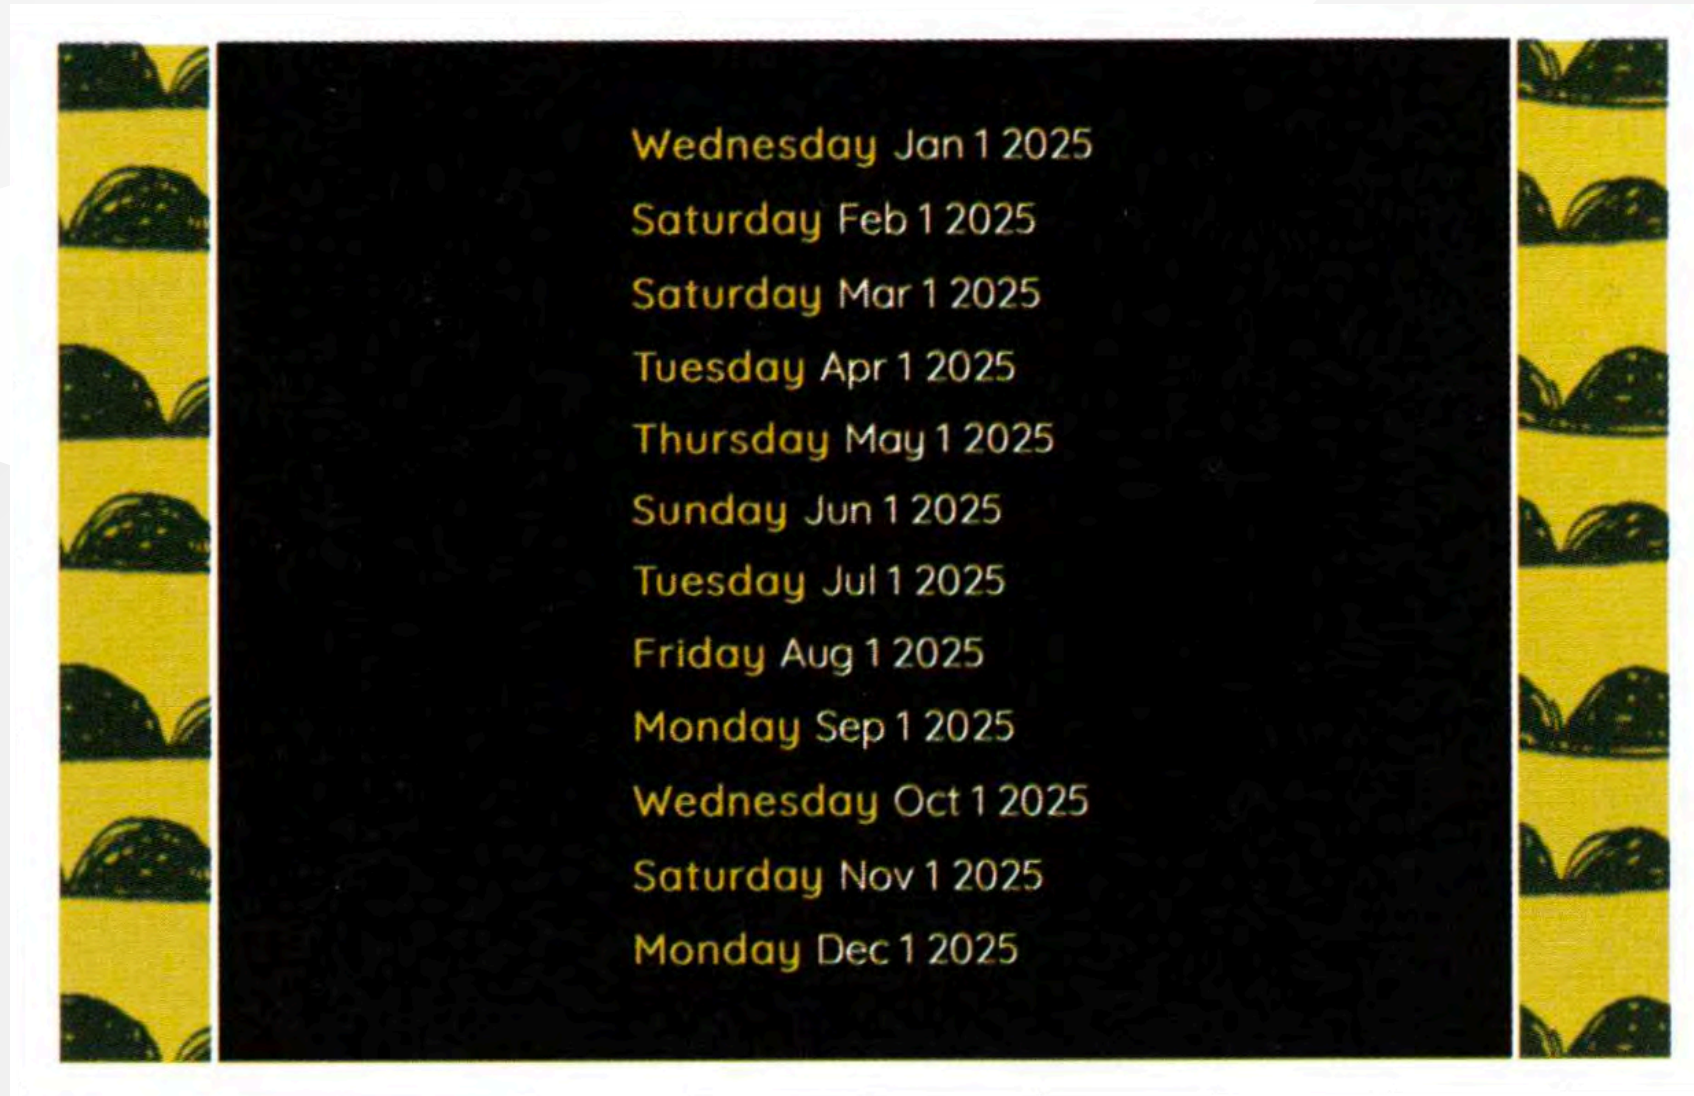 Wednesday Jan 1 2025
Saturday Feb 1 2025
Saturday Mar 1 2025
Tuesday Apr 1 2025
Thursday May 1 2025
Sunday Jun 1 2025
Tuesday Jul 1 2025
Friday Aug 1 2025
Monday Sep 1 2025
Wednesday Oct 1 2025
Saturday Nov 1 2025
Monday Dec 1 2025